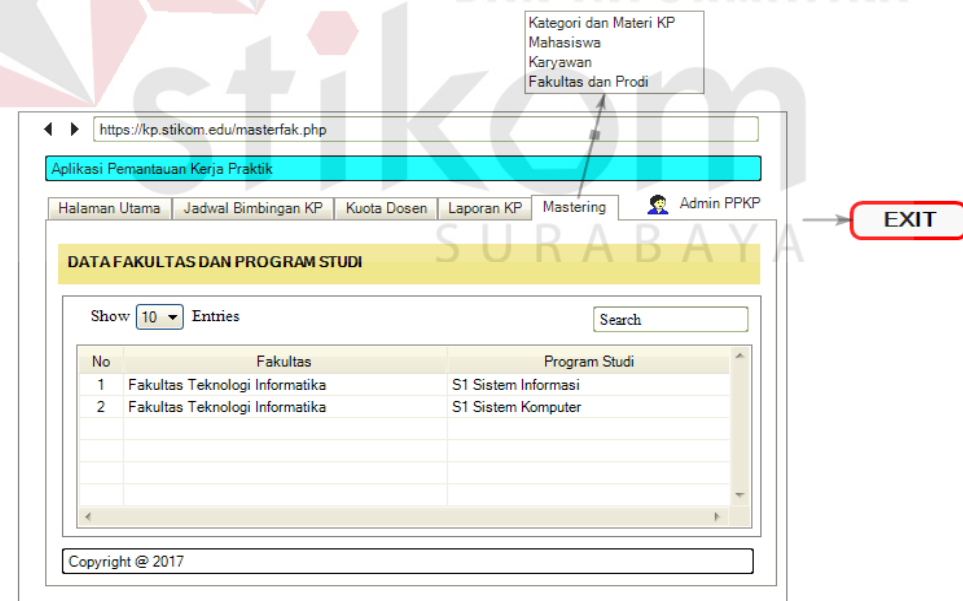 Kategori dan Materi KP
Mahasiswa
Karyawan
Fakultas dan Prodi
stikom
SURABAYA
https://kp.stikom.edu/masterfak.php
Aplikasi Pemantauan Kerja Praktik
Halaman Utama Jadwal Bimbingan KP Kuota Dosen Laporan KP Mastering Admin PPKP
EXIT
DATA FAKULTAS DAN PROGRAM STUDI
Show 10 Entries Search
No Fakultas Program Studi
1 Fakultas Teknologi Informatika S1 Sistem Informasi
2 Fakultas Teknologi Informatika S1 Sistem Komputer
Copyright @ 2017